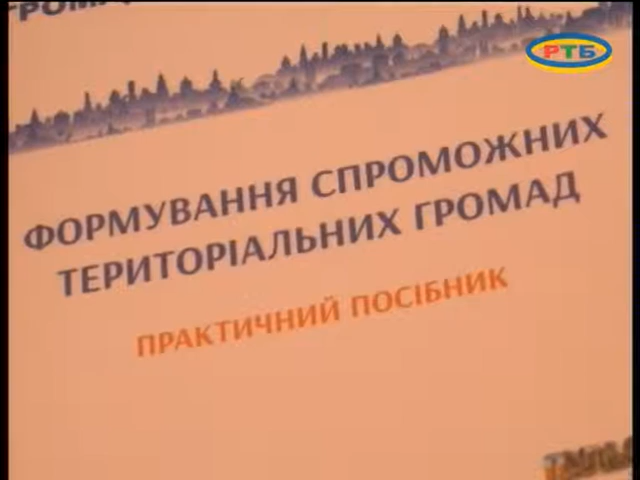 РТБ
ФОРМУВАННЯ СПРОМОЖНИХ
ТЕРИТОРІАЛЬНИХ ГРОМАД
ПРАКТИЧНИЙ ПОСІБНИК